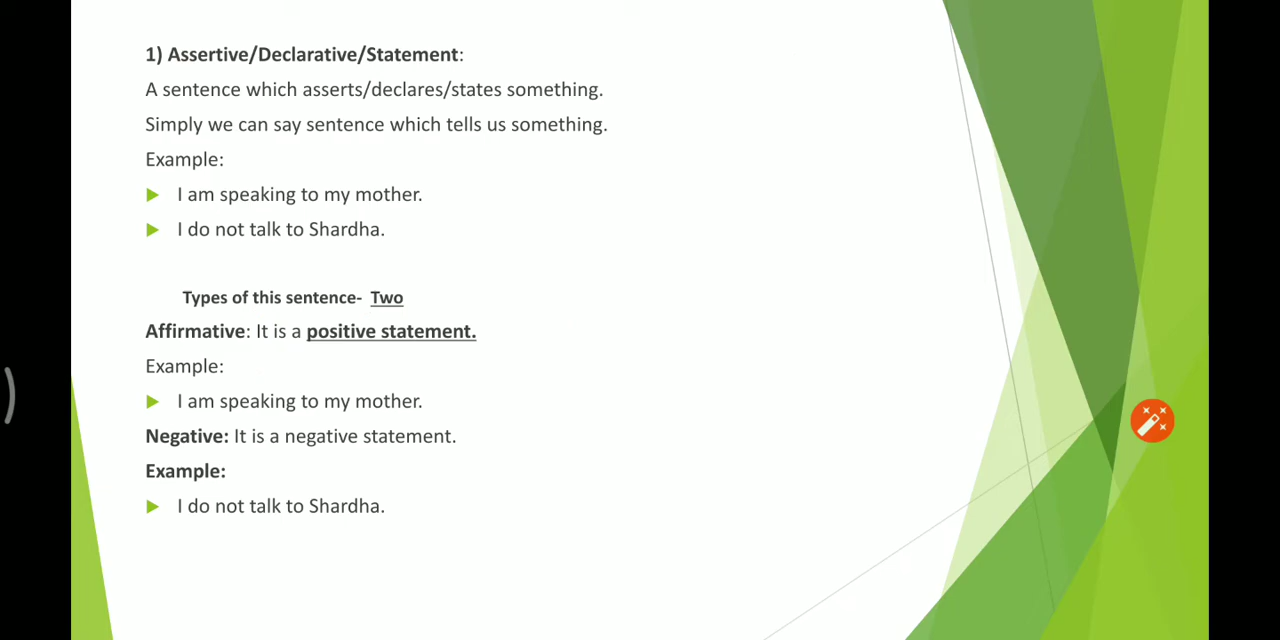 1) Assertive/Declarative/Statement:
A sentence which asserts/declares/states something.
Simply we can say sentence which tells us something.
Example:
I am speaking to my mother.
I do not talk to Shardha.
Types of this sentence- Two
Affirmative: It is a positive statement.
Example:
I am speaking to my mother.
Negative: It is a negative statement.
Example:
I do not talk to Shardha.